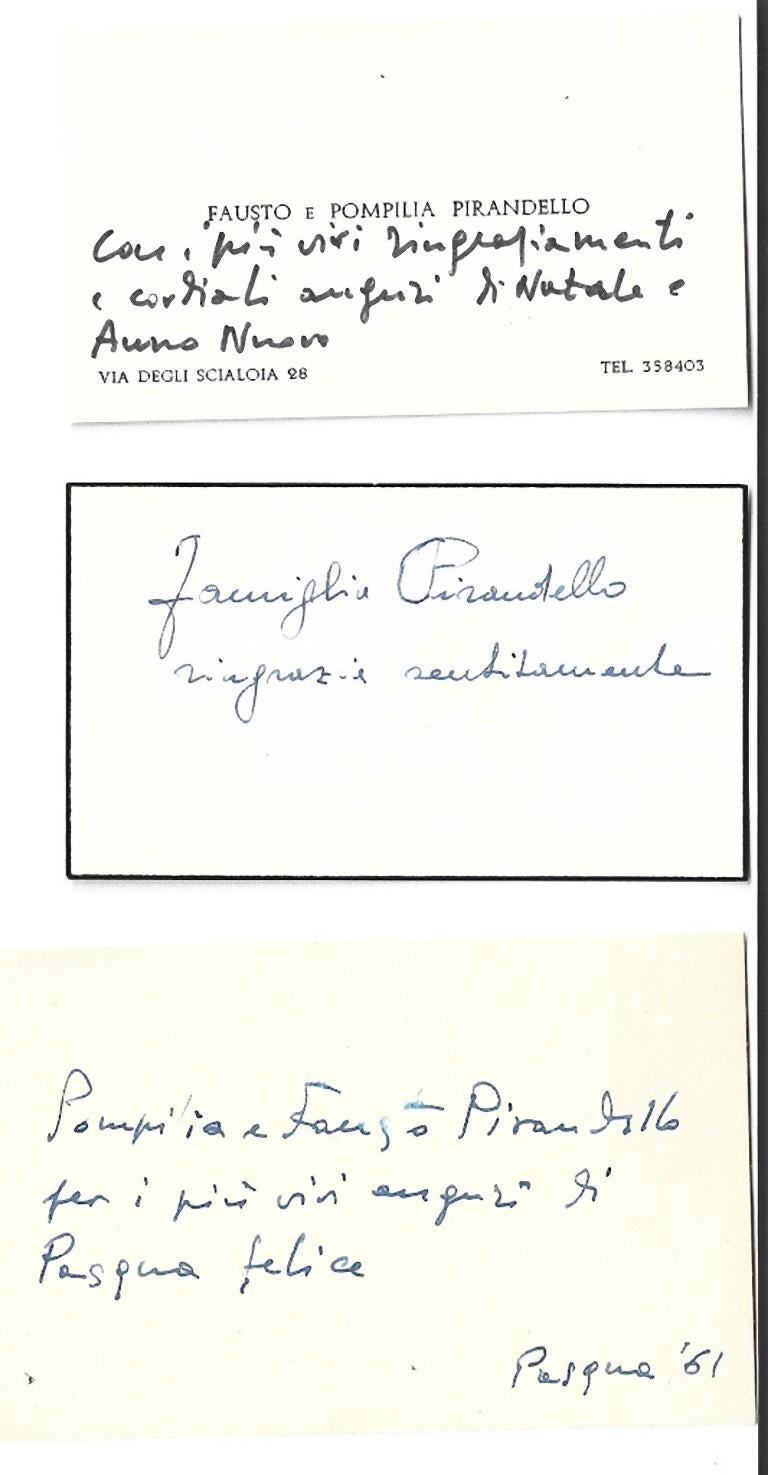 FAUSTO E POMPILIA PIRANDELLO
Con i più vivi ringraziamenti
e cordiali auguri di Natale e
Anno Nuovo
VIA DEGLI SCIALOIA 28
TEL. 358403
Famiglia Pirandello
ringrazia sentitamente
Pompilia e Fausto Pirandello
per i più vivi auguri di
Pasqua felice
Pasqua '61